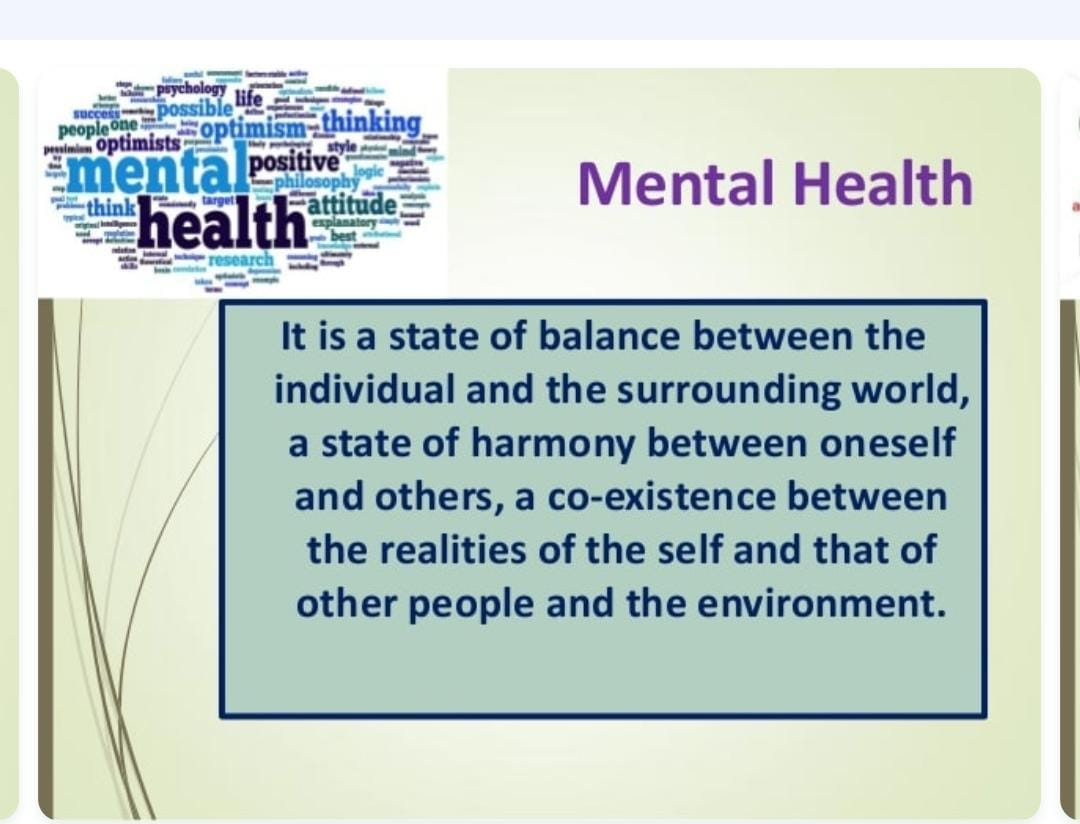 psychology
life
possible
success
people one
optimism
thinking
optimists
style
mental
positive
logic
philosophy
think
target
attitude
health
explanatory
best
research
Mental Health
It is a state of balance between the
individual and the surrounding world,
a state of harmony between oneself
and others, a co-existence between
the realities of the self and that of
other people and the environment.